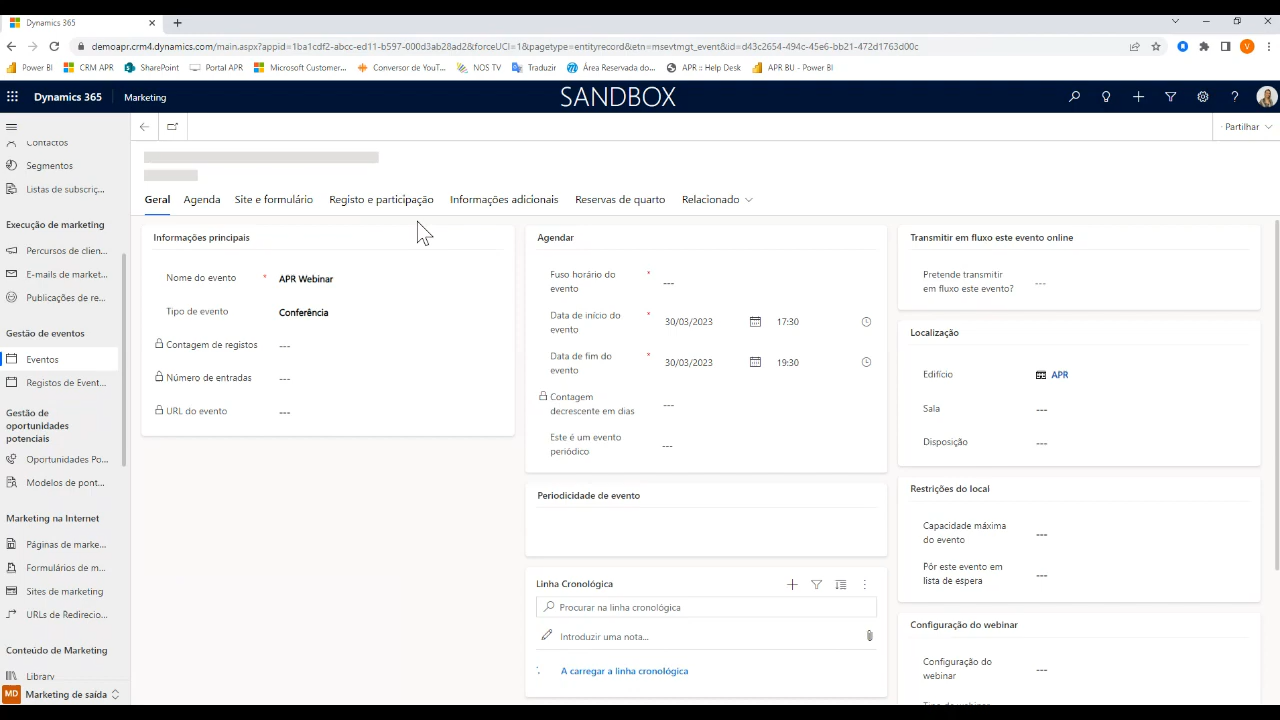 Dynamics 365
demoapr.crm4.dynamics.com/main.aspx?appid=1ba1cdf2-abcc-ed11-b597-000d3ab28ad2&forceUCI=1&pagetype=entityrecord&etn=msevtmgt_event&id=d43c2654-494c-45e6-bb21-472d1763d00c
V
Power BI CRM APR SharePoint Portal APR Microsoft Customer... Conversor de YouT... NOS TV Traduzir Área Reservada do... APR :: Help Desk APR BU - Power BI
Dynamics 365 Marketing SANDBOX
Partilhar
Contactos
Segmentos
Listas de subscriç...
Execução de marketing
Percursos de clien...
E-mails de market...
Publicações de re...
Gestão de eventos
Eventos
Registos de Event...
Gestão de
oportunidades
potenciais
Oportunidades Po...
Modelos de pont...
Marketing na Internet
Páginas de marke...
Formulários de m...
Sites de marketing
URLs de Redirecio...
Conteúdo de Marketing
Library
MD Marketing de saída
Geral Agenda Site e formulário Registo e participação Informações adicionais Reservas de quarto Relacionado
Informações principais
Nome do evento * APR Webinar
Tipo de evento Conferência
Contagem de registos ---
Número de entradas ---
URL do evento ---
Agendar
Fuso horário do
evento * ---
Data de início do
evento * 30/03/2023 17:30
Data de fim do
evento * 30/03/2023 19:30
Contagem
decrescente em dias ---
Este é um evento
periódico ---
Periodicidade de evento
Linha Cronológica
Procurar na linha cronológica
Introduzir uma nota...
A carregar a linha cronológica
Transmitir em fluxo este evento online
Pretende transmitir
em fluxo este evento? ---
Localização
Edifício APR
Sala ---
Disposição ---
Restrições do local
Capacidade máxima
do evento ---
Pôr este evento em
lista de espera ---
Configuração do webinar
Configuração do
webinar ---